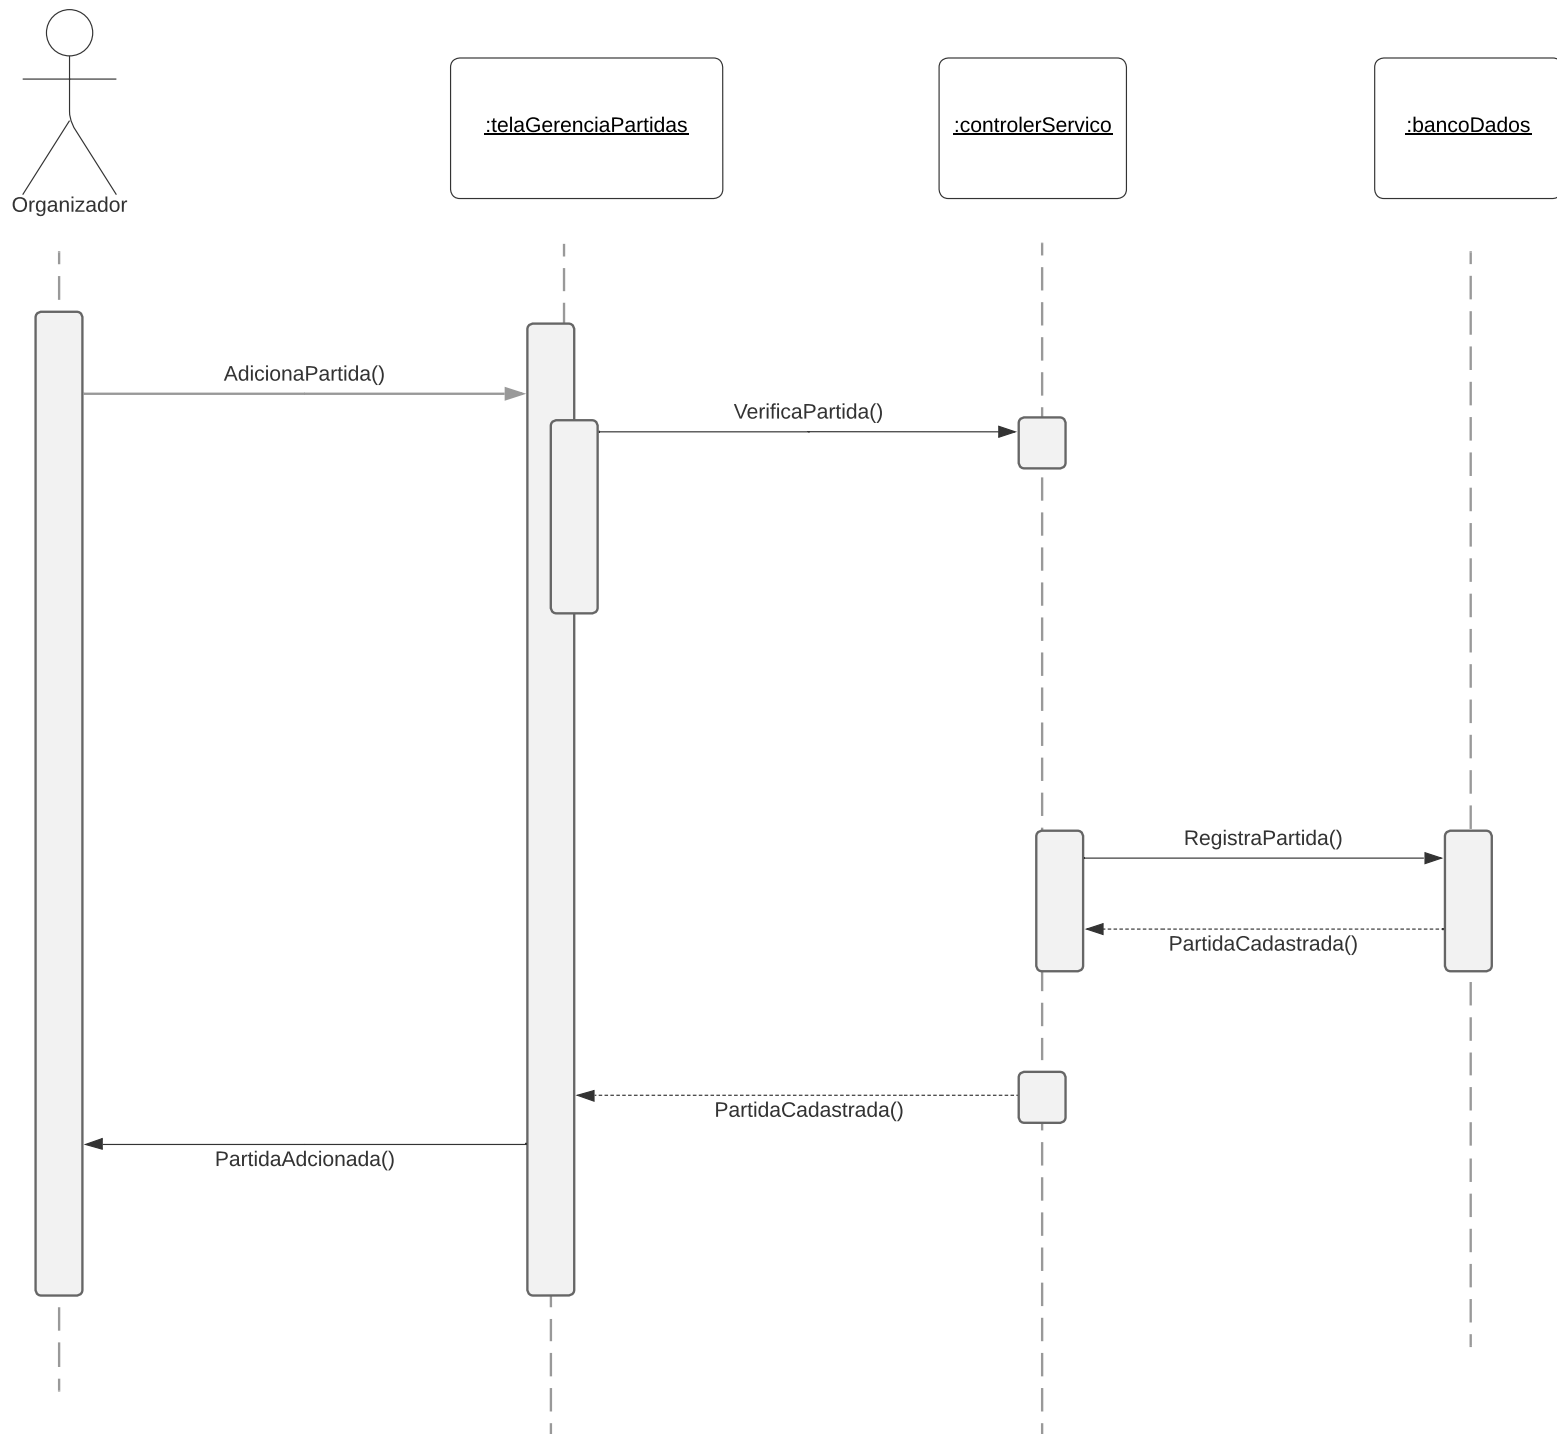 Organizador
:telaGerenciaPartidas
:controlerServico
:bancoDados
AdicionaPartida()
VerificaPartida()
RegistraPartida()
PartidaCadastrada()
PartidaCadastrada()
PartidaAdcionada()